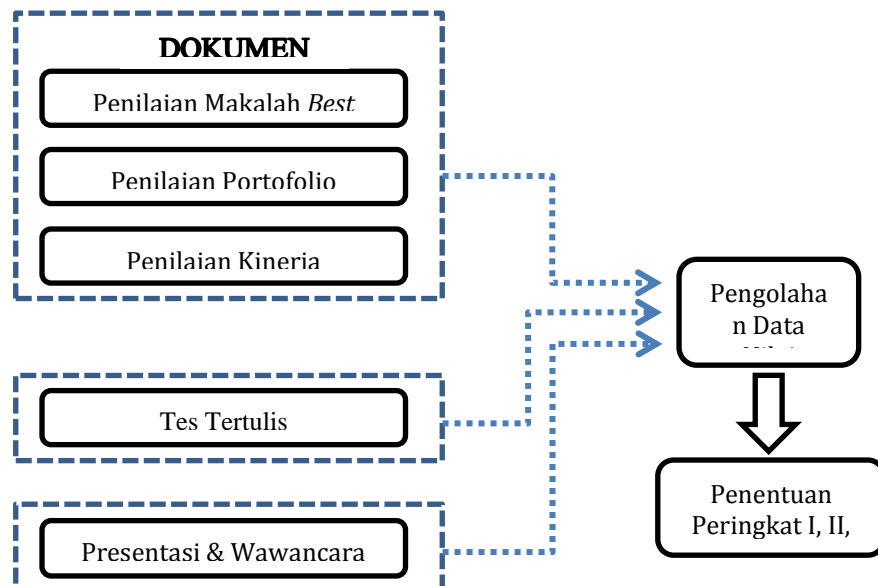 DOKUMEN
Penilaian Makalah Best
Penilaian Portofolio
Penilaian Kinerja
Tes Tertulis
Presentasi & Wawancara
Pengolaha
n Data
Penentuan
Peringkat I, II,